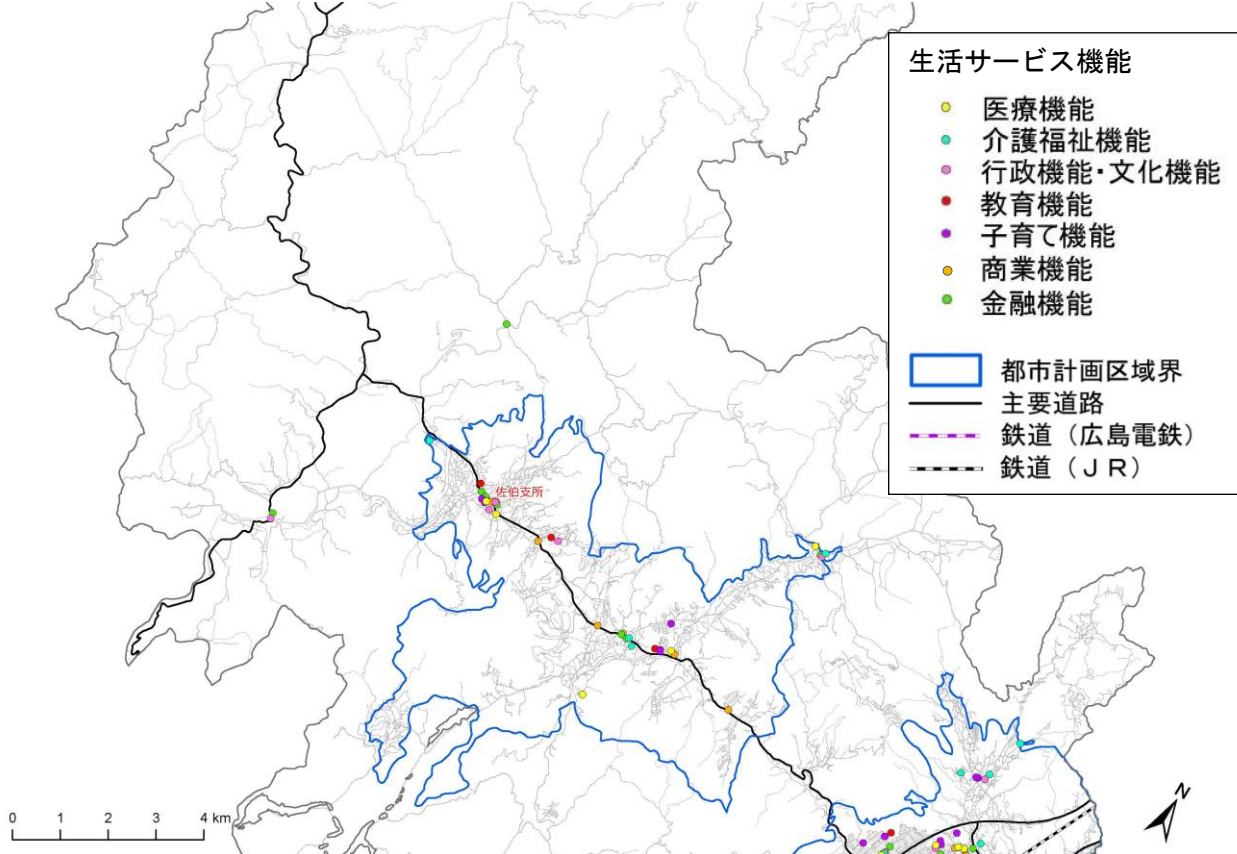 生活サービス機能
医療機能
介護福祉機能
行政機能・文化機能
教育機能
子育て機能
商業機能
金融機能
都市計画区域界
主要道路
鉄道（広島電鉄）
鉄道（ＪＲ）
佐伯支所
N
0 1 2 3 4 km